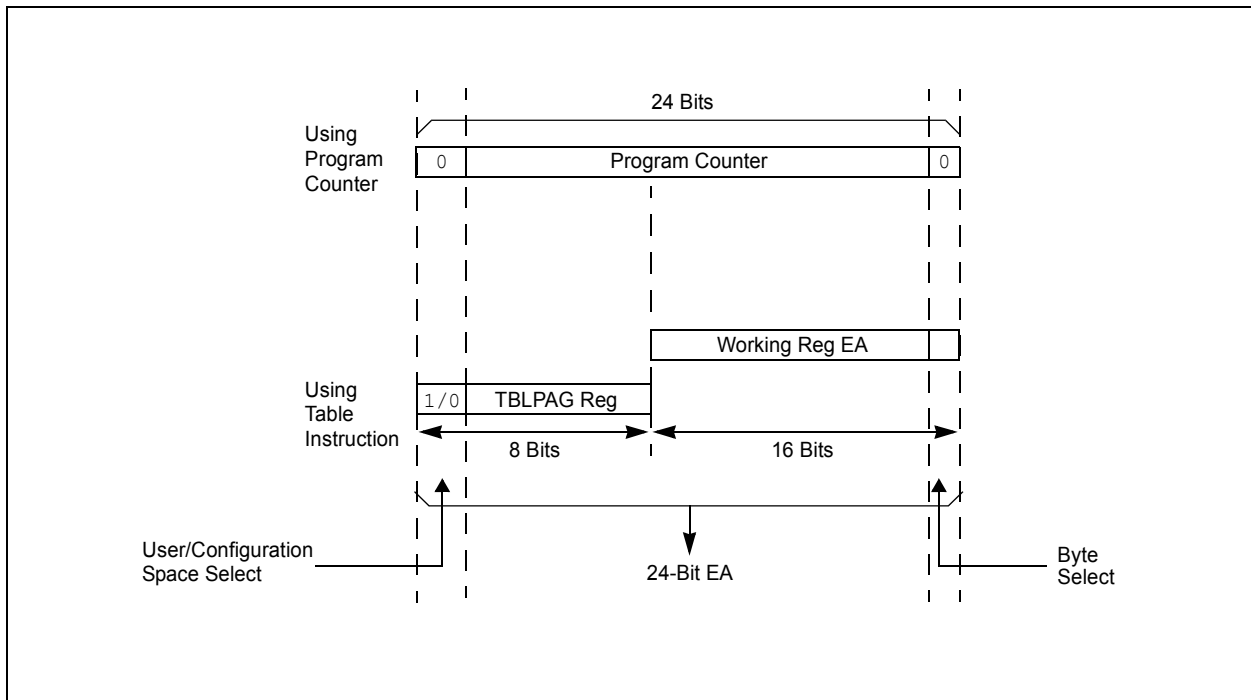 24 Bits
Using
Program
Counter
0
Program Counter
0
Working Reg EA
Using
Table
Instruction
1/0
TBLPAG Reg
8 Bits
16 Bits
User/Configuration
Space Select
24-Bit EA
Byte
Select